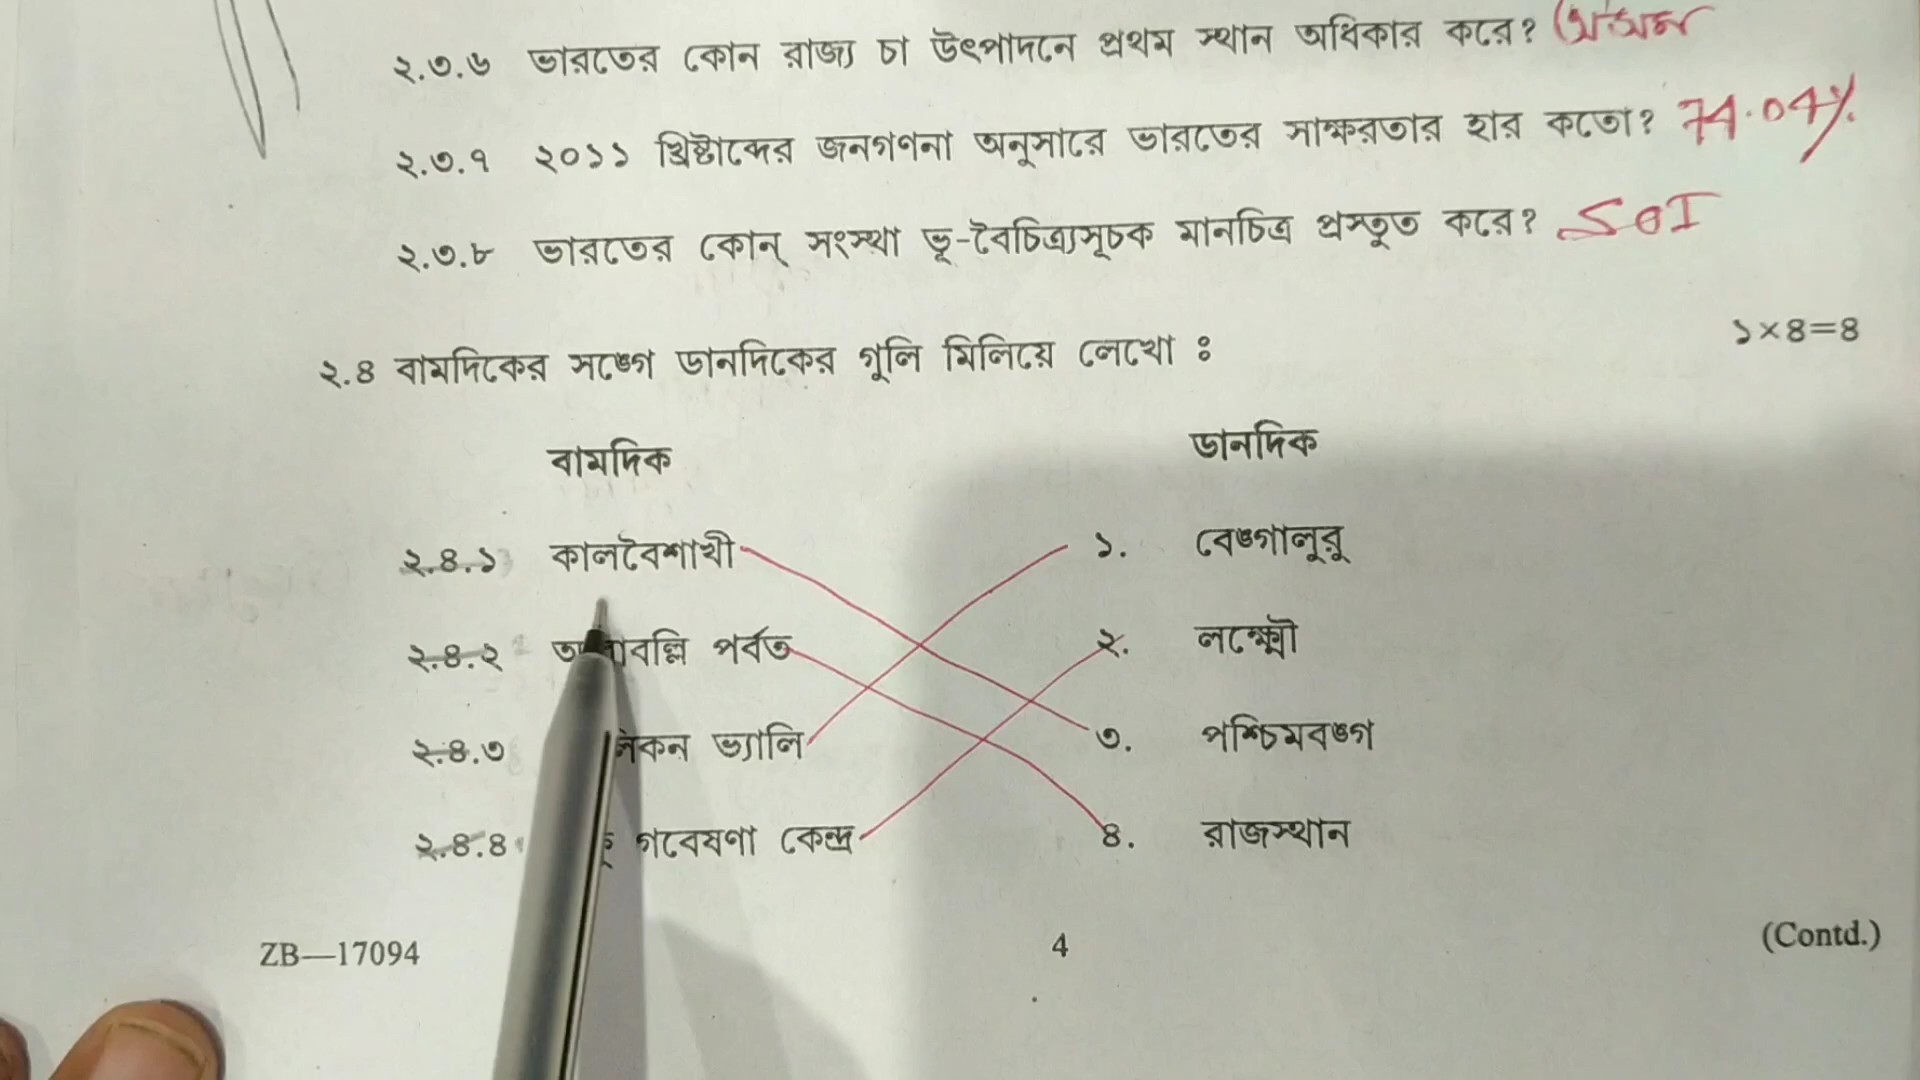 ২.৩.৬ ভারতের কোন রাজ্য চা উৎপাদনে প্রথম স্থান অধিকার করে?
২.৩.৭ ২০১১ খ্রিষ্টাব্দের জনগণনা অনুসারে ভারতের সাক্ষরতার হার কতো? 74.04%
২.৩.৮ ভারতের কোন্ সংস্থা ভূ-বৈচিত্র্যসূচক মানচিত্র প্রস্তুত করে? SOI
২.৪ বামদিকের সঙ্গে ডানদিকের গুলি মিলিয়ে লেখো ঃ ১×৪=৪
বামদিক ডানদিক
২.৪.১ কালবৈশাখী ১. বেঙ্গালুরু
২.৪.২ পর্বত ২. লক্ষ্ণৌ
২.৪.৩ ভ্যালি ৩. পশ্চিমবঙ্গ
২.৪.৪ গবেষণা কেন্দ্র ৪. রাজস্থান
ZB—17094 4 (Contd.)